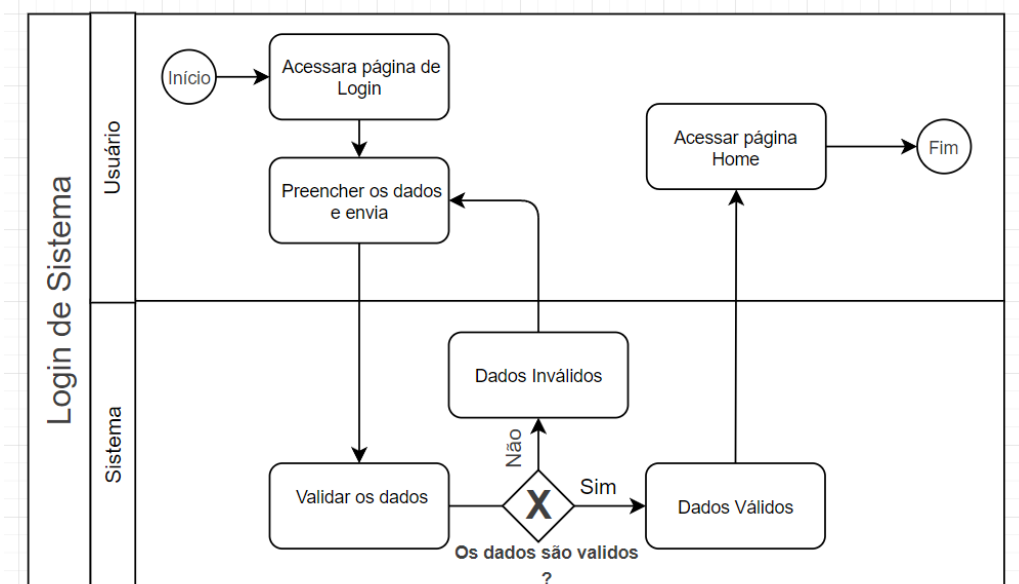 Login de Sistema
Usuário
Início
Acessara página de
Login
Preencher os dados
e envia
Acessar página
Home
Fim
Sistema
Dados Inválidos
Não
Validar os dados
X
Sim
Dados Válidos
Os dados são validos
?